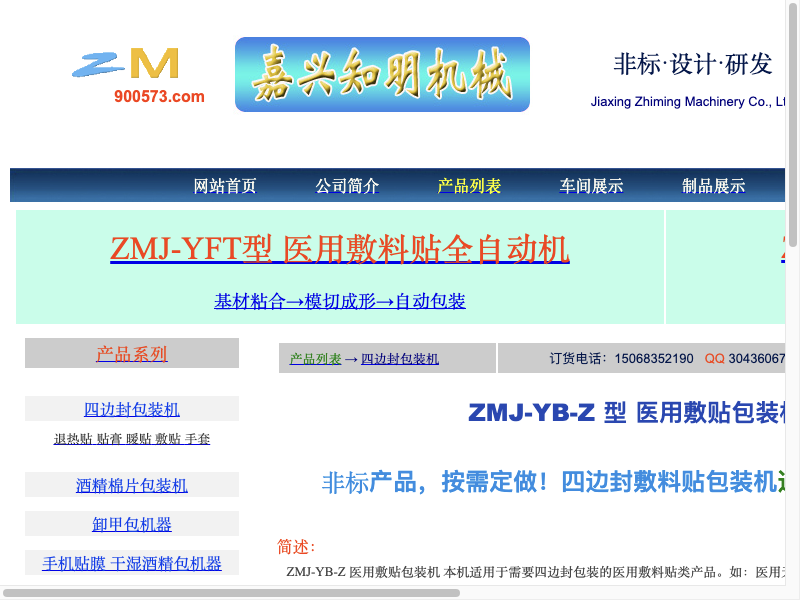 ZM
900573.com
嘉兴知明机械
非标·设计·研发
Jiaxing Zhiming Machinery Co., Lt
网站首页 公司简介 产品列表 车间展示 制品展示
ZMJ-YFT型 医用敷料贴全自动机
基材粘合→模切成形→自动包装
产品系列
产品列表 → 四边封包装机
订货电话：15068352190 QQ 30436067
四边封包装机
退热贴 贴膏 暖贴 敷贴 手套
酒精棉片包装机
卸甲包机器
手机贴膜 干湿酒精包机器
ZMJ-YB-Z 型 医用敷贴包装机
非标产品，按需定做！四边封敷料贴包装机
简述：
ZMJ-YB-Z 医用敷贴包装机 本机适用于需要四边封包装的医用敷料贴类产品。如：医用